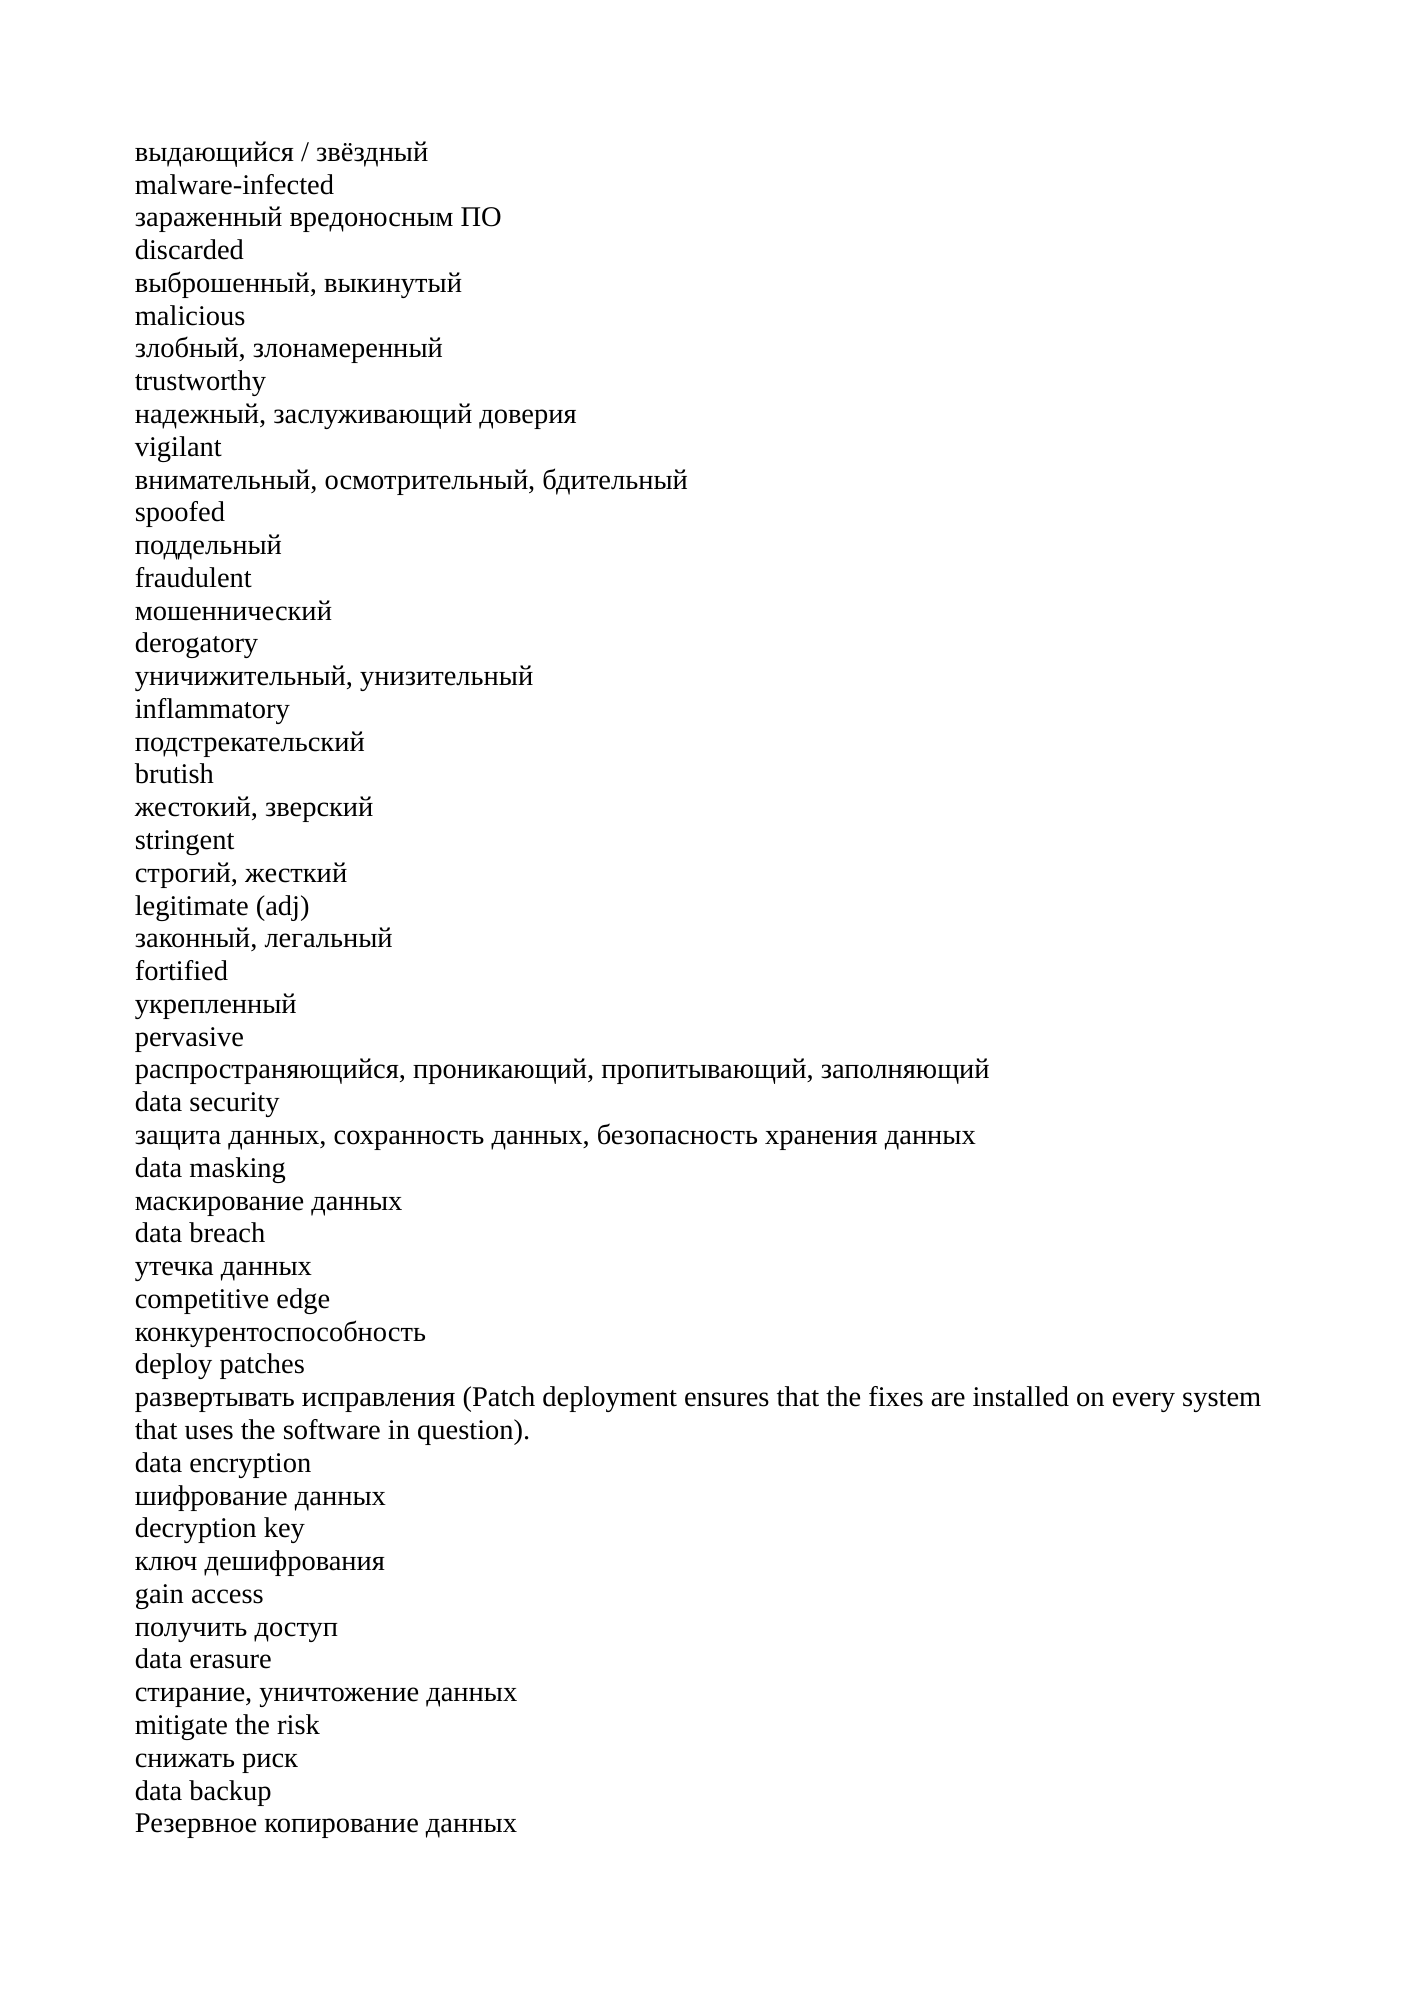 выдающийся / звёздный
malware-infected
зараженный вредоносным ПО
discarded
выброшенный, выкинутый
malicious
злобный, злонамеренный
trustworthy
надежный, заслуживающий доверия
vigilant
внимательный, осмотрительный, бдительный
spoofed
поддельный
fraudulent
мошеннический
derogatory
уничижительный, унизительный
inflammatory
подстрекательский
brutish
жестокий, зверский
stringent
строгий, жесткий
legitimate (adj)
законный, легальный
fortified
укрепленный
pervasive
распространяющийся, проникающий, пропитывающий, заполняющий
data security
защита данных, сохранность данных, безопасность хранения данных
data masking
маскирование данных
data breach
утечка данных
competitive edge
конкурентоспособность
deploy patches
развертывать исправления (Patch deployment ensures that the fixes are installed on every system
that uses the software in question).
data encryption
шифрование данных
decryption key
ключ дешифрования
gain access
получить доступ
data erasure
стирание, уничтожение данных
mitigate the risk
снижать риск
data backup
Резервное копирование данных